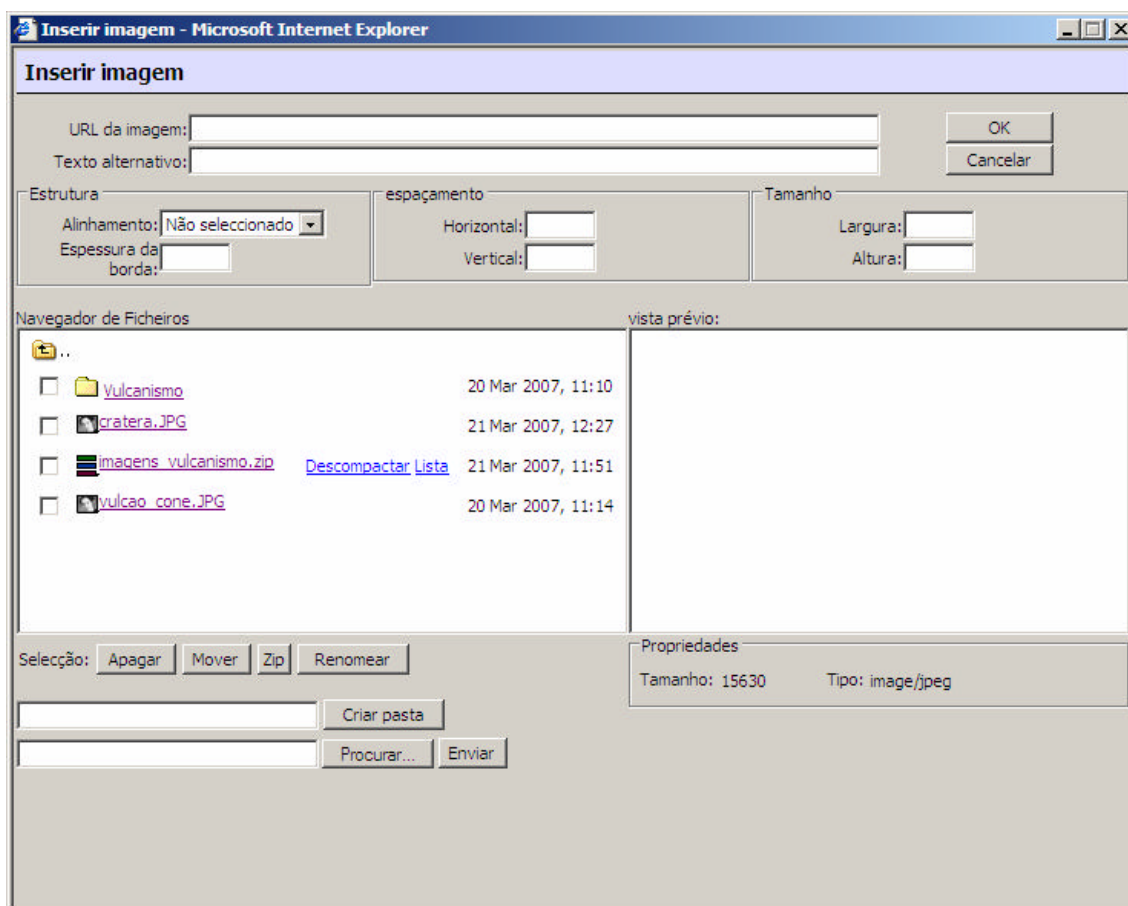 Inserir imagem - Microsoft Internet Explorer
Inserir imagem
URL da imagem: OK
Texto alternativo: Cancelar
Estrutura espaçamento Tamanho
Alinhamento: Não seleccionado Horizontal: Largura:
Espessura da borda: Vertical: Altura:
Navegador de Ficheiros vista prévio:
..
Vulcanismo 20 Mar 2007, 11:10
cratera.JPG 21 Mar 2007, 12:27
imagens_vulcanismo.zip Descompactar Lista 21 Mar 2007, 11:51
vulcao_cone.JPG 20 Mar 2007, 11:14
Selecção: Apagar Mover Zip Renomear
Propriedades
Tamanho: 15630 Tipo: image/jpeg
Criar pasta
Procurar... Enviar